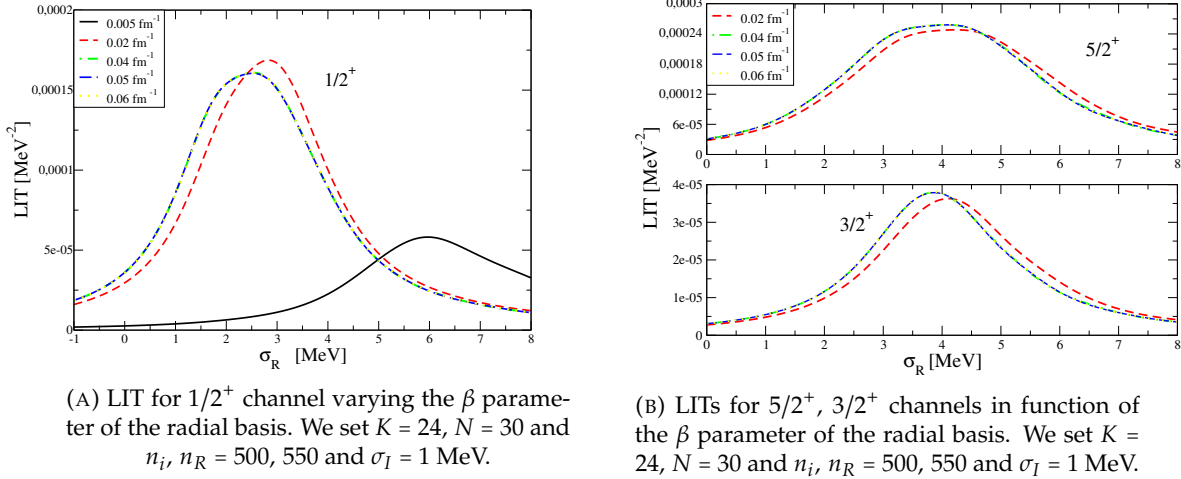 0,0002
0,00015
0,0001
5e-05
0
LIT [MeV⁻²]
0.005 fm⁻¹
0.02 fm⁻¹
0.04 fm⁻¹
0.05 fm⁻¹
0.06 fm⁻¹
1/2⁺
-1 0 1 2 3 4 5 6 7 8
σ_R [MeV]
(A) LIT for 1/2⁺ channel varying the β parame-
ter of the radial basis. We set K = 24, N = 30 and
n_i, n_R = 500, 550 and σ_I = 1 MeV.
0,0003
0,00024
0,00018
0,00012
6e-05
0
LIT [MeV⁻²]
0.02 fm⁻¹
0.04 fm⁻¹
0.05 fm⁻¹
0.06 fm⁻¹
5/2⁺
0 1 2 3 4 5 6 7 8
4e-05
3e-05
2e-05
1e-05
0
3/2⁺
0 1 2 3 4 5 6 7 8
σ_R [MeV]
(B) LITs for 5/2⁺, 3/2⁺ channels in function of
the β parameter of the radial basis. We set K =
24, N = 30 and n_i, n_R = 500, 550 and σ_I = 1 MeV.